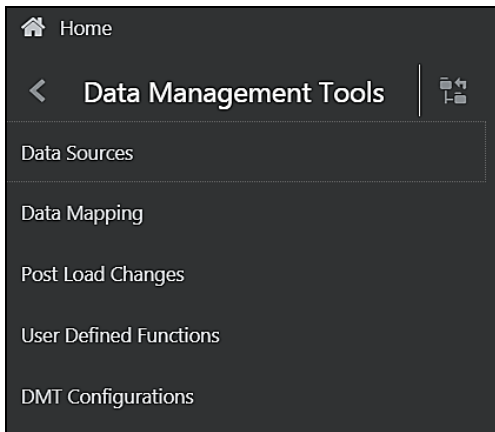 Home
Data Management Tools
Data Sources
Data Mapping
Post Load Changes
User Defined Functions
DMT Configurations